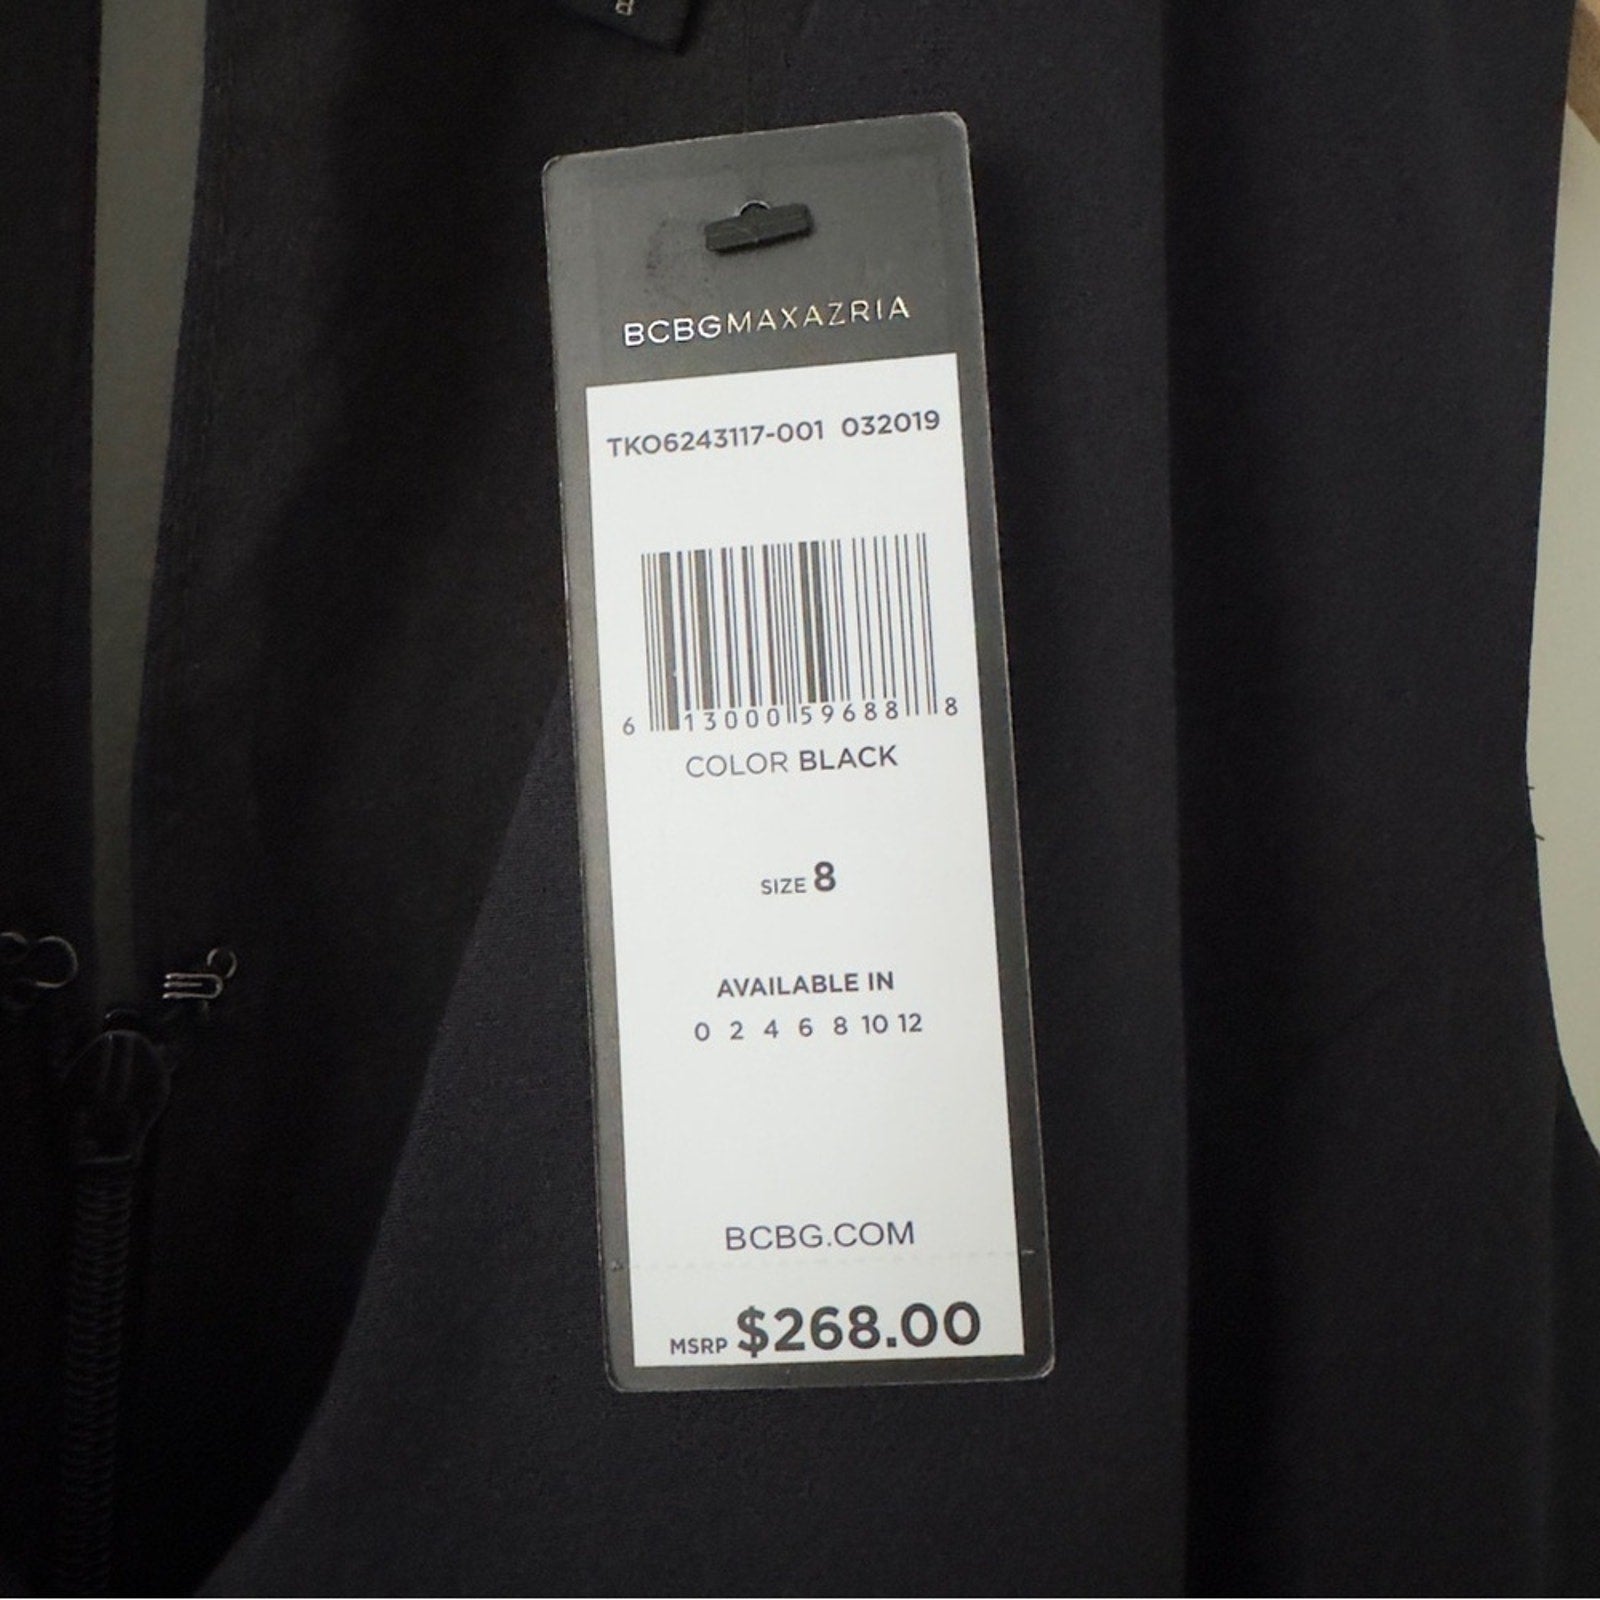 BCBGMAXAZRIA
TKO6243117-001 032019
6 13000 59688 8
COLOR BLACK
SIZE 8
AVAILABLE IN
0 2 4 6 8 10 12
BCBG.COM
MSRP $268.00